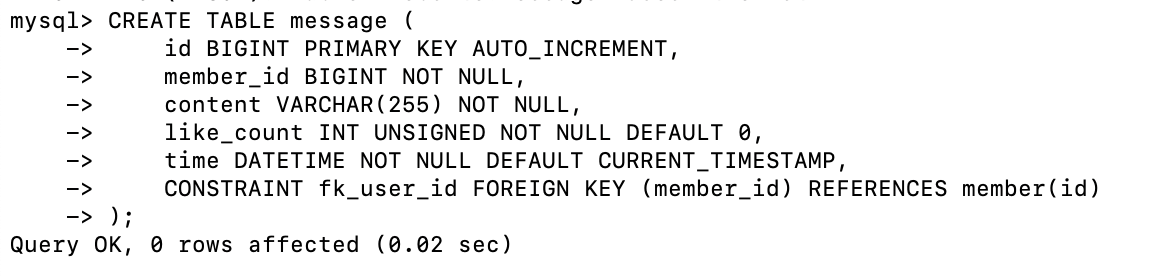 mysql> CREATE TABLE message (
    ->     id BIGINT PRIMARY KEY AUTO_INCREMENT,
    ->     member_id BIGINT NOT NULL,
    ->     content VARCHAR(255) NOT NULL,
    ->     like_count INT UNSIGNED NOT NULL DEFAULT 0,
    ->     time DATETIME NOT NULL DEFAULT CURRENT_TIMESTAMP,
    ->     CONSTRAINT fk_user_id FOREIGN KEY (member_id) REFERENCES member(id)
    -> );
Query OK, 0 rows affected (0.02 sec)